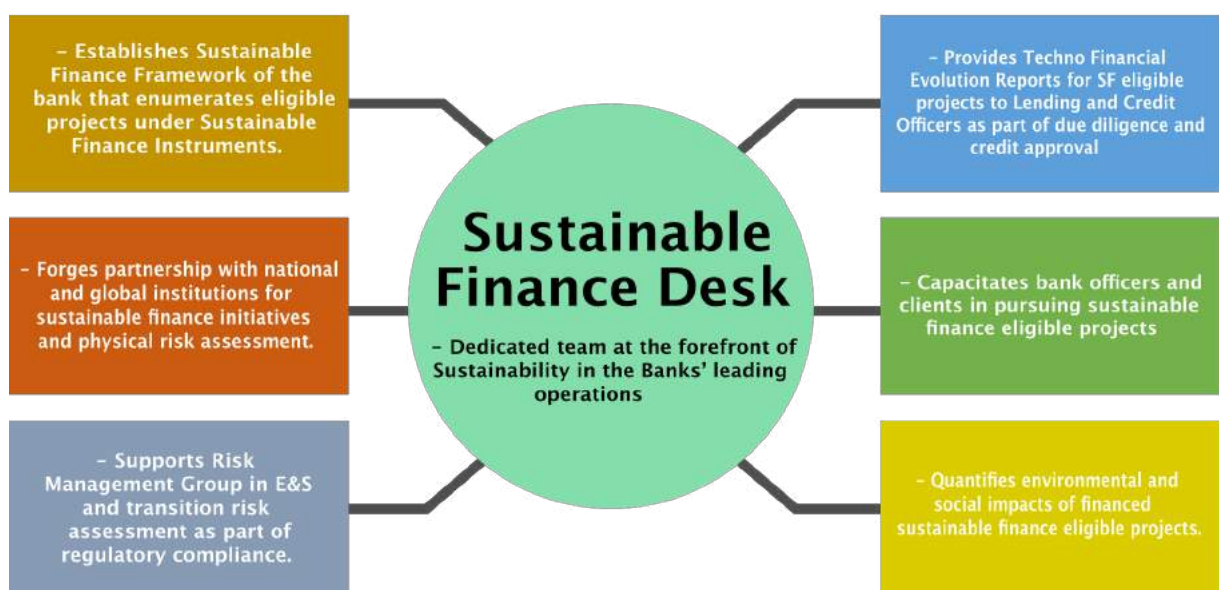 – Establishes Sustainable
Finance Framework of the
bank that enumerates eligible
projects under Sustainable
Finance Instruments.
– Forges partnership with national
and global institutions for
sustainable finance initiatives
and physical risk assessment.
– Supports Risk
Management Group in E&S
and transition risk
assessment as part of
regulatory compliance.
Sustainable
Finance Desk
– Dedicated team at the forefront of
Sustainability in the Banks’ leading
operations
– Provides Techno Financial
Evolution Reports for SF eligible
projects to Lending and Credit
Officers as part of due diligence and
credit approval
– Capacitates bank officers and
clients in pursuing sustainable
finance eligible projects
– Quantifies environmental and
social impacts of financed
sustainable finance eligible projects.